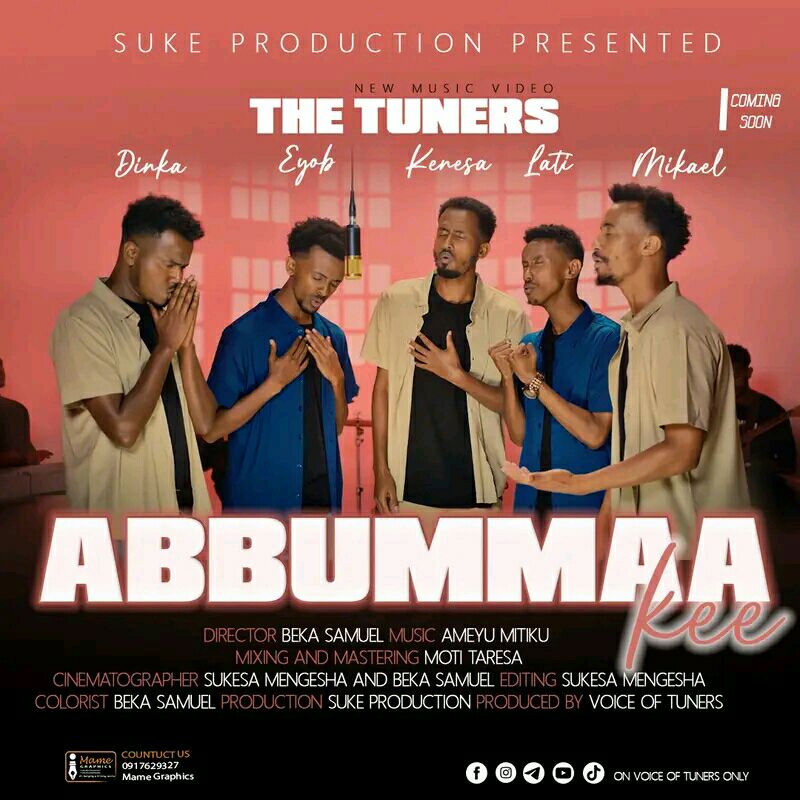 SUKE PRODUCTION PRESENTED
NEW MUSIC VIDEO
THE TUNERS
COMING
SOON
Dinka Eyob Kenesa Lati Mikael
ABBUMMAA
kee
DIRECTOR BEKA SAMUEL MUSIC AMEYU MITIKU
MIXING AND MASTERING MOTI TARESA
CINEMATOGRAPHER SUKESA MENGESHA AND BEKA SAMUEL EDITING SUKESA MENGESHA
COLORIST BEKA SAMUEL PRODUCTION SUKE PRODUCTION PRODUCED BY VOICE OF TUNERS
Mame
GRAPHICS
COUNTUCT US
0917629327
Mame Graphics
ON VOICE OF TUNERS ONLY